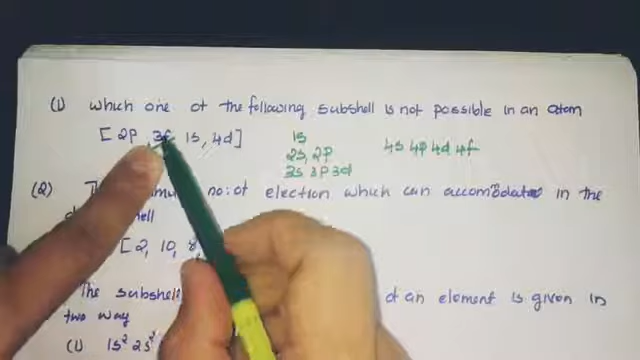 (1) Which one of the following subshell is not possible in an atom
[ 2p, 3f, 1s, 4d]
1s
2s, 2p
3s 3p 3d
4s 4p 4d 4f
(2) no: of election which can accomodate in the
shell
[ 2, 10,
The subshell of an element is given in
two way
(1) 1s² 2s²